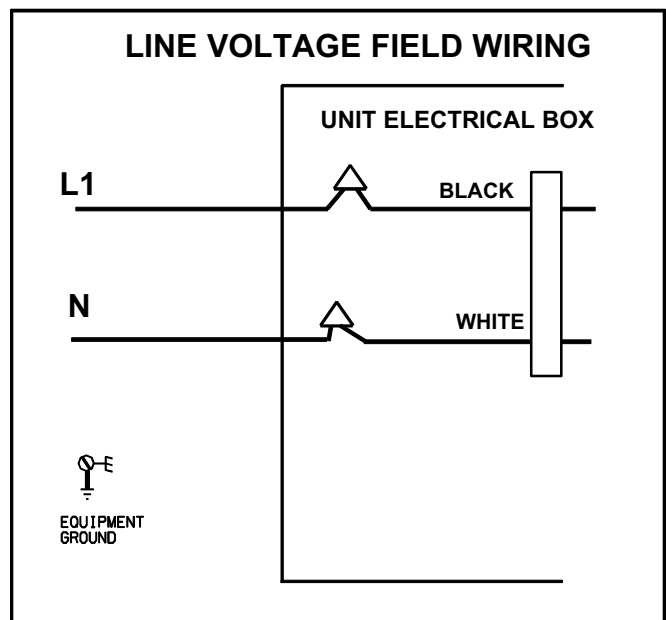 LINE VOLTAGE FIELD WIRING
UNIT ELECTRICAL BOX
L1
BLACK
N
WHITE
EQUIPMENT
GROUND